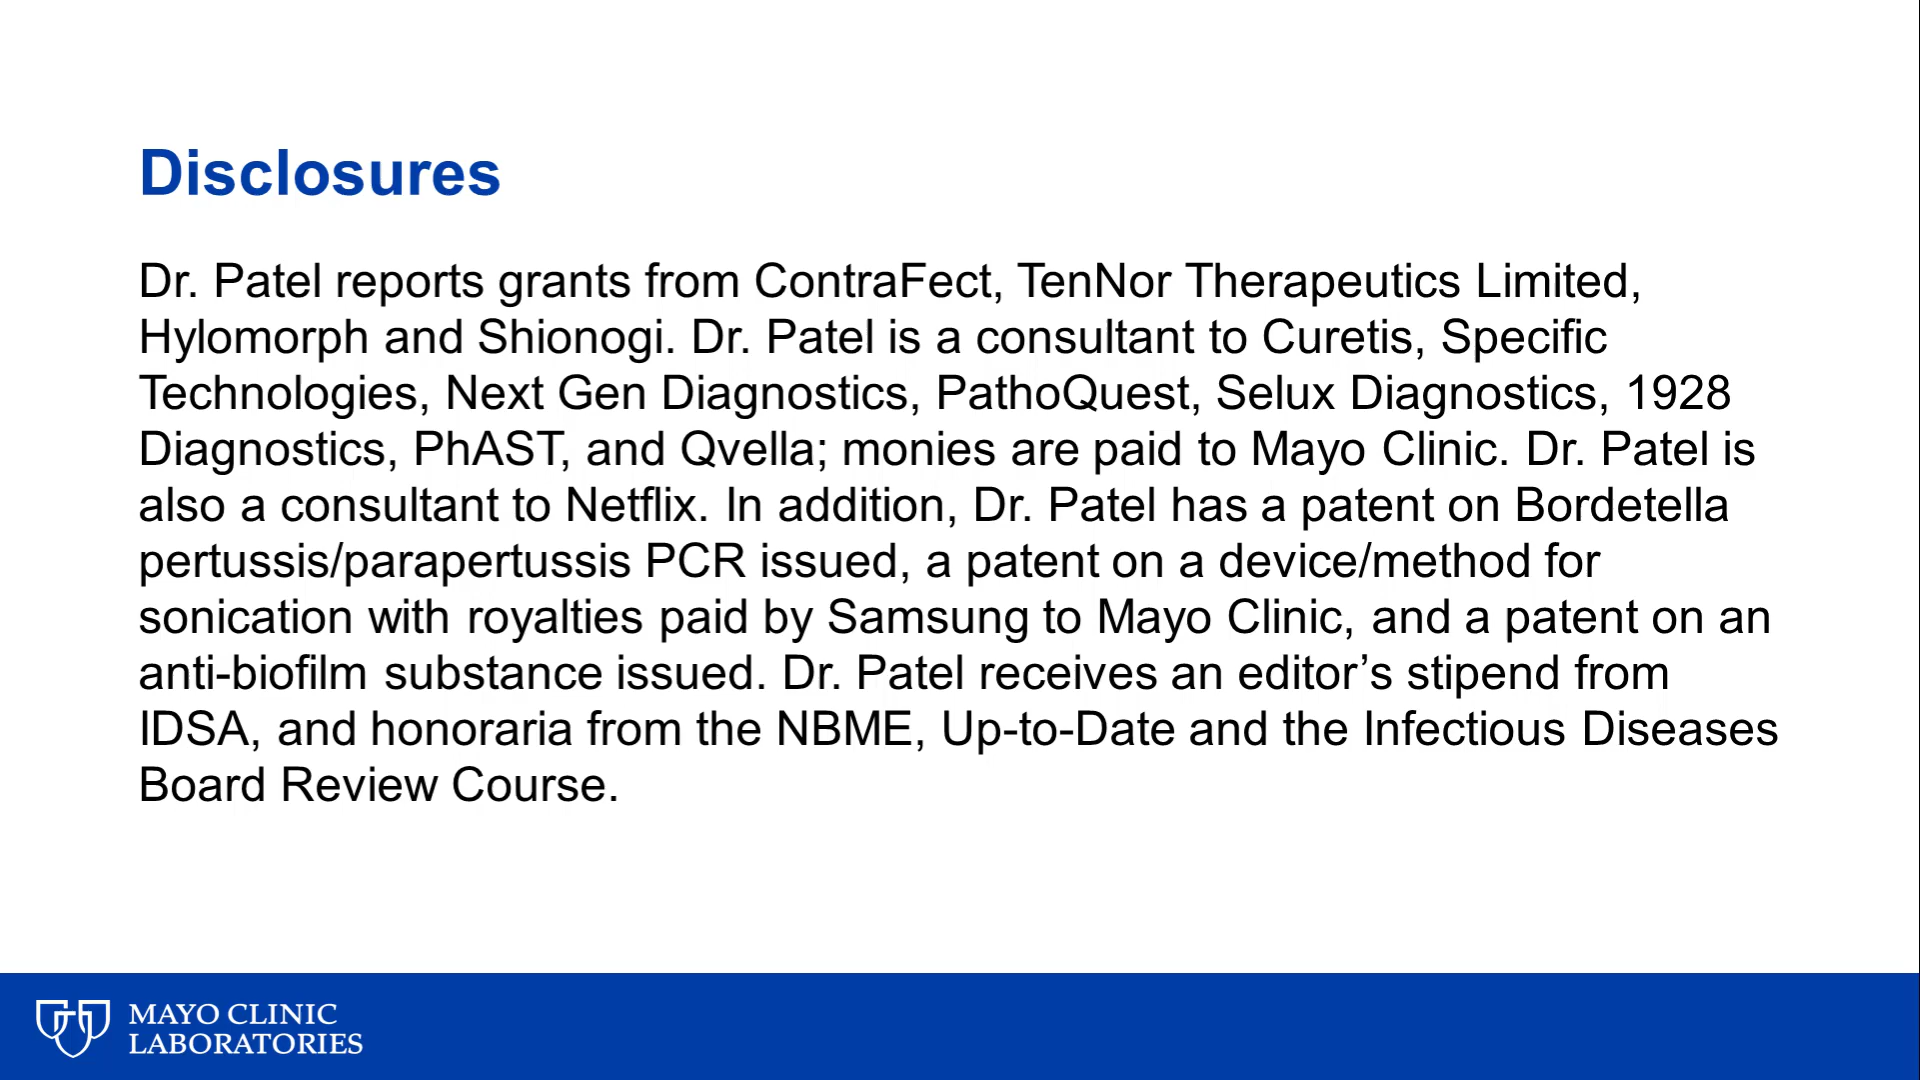 Disclosures
Dr. Patel reports grants from ContraFect, TenNor Therapeutics Limited,
Hylomorph and Shionogi. Dr. Patel is a consultant to Curetis, Specific
Technologies, Next Gen Diagnostics, PathoQuest, Selux Diagnostics, 1928
Diagnostics, PhAST, and Qvella; monies are paid to Mayo Clinic. Dr. Patel is
also a consultant to Netflix. In addition, Dr. Patel has a patent on Bordetella
pertussis/parapertussis PCR issued, a patent on a device/method for
sonication with royalties paid by Samsung to Mayo Clinic, and a patent on an
anti-biofilm substance issued. Dr. Patel receives an editor’s stipend from
IDSA, and honoraria from the NBME, Up-to-Date and the Infectious Diseases
Board Review Course.
MAYO CLINIC
LABORATORIES